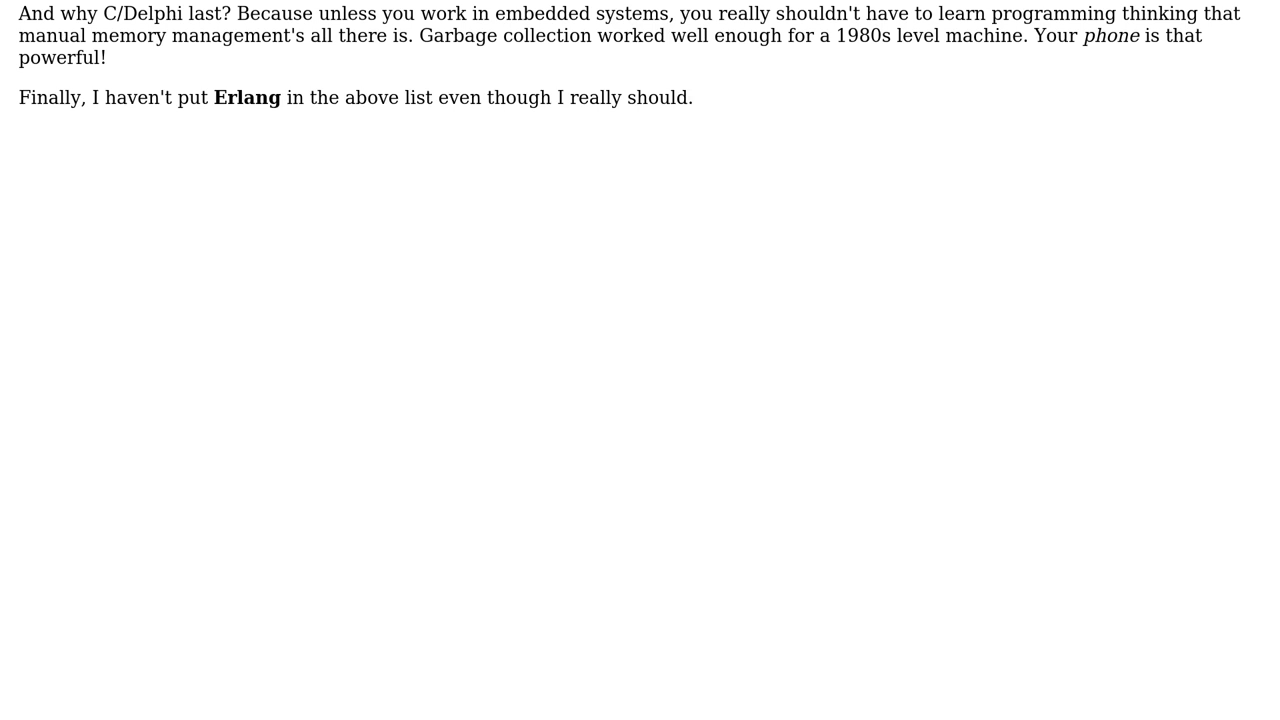 And why C/Delphi last? Because unless you work in embedded systems, you really shouldn't have to learn programming thinking that
manual memory management's all there is. Garbage collection worked well enough for a 1980s level machine. Your phone is that
powerful!
Finally, I haven't put Erlang in the above list even though I really should.